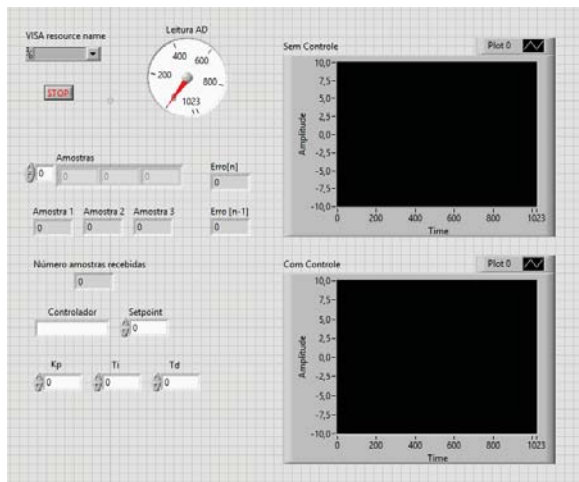 VISA resource name
STOP
Leitura AD
200
400
600
800
1023
Amostras
0
0
0
0
Erro[n]
0
Amostra 1
Amostra 2
Amostra 3
Erro [n-1]
0
0
0
0
Número amostras recebidas
0
Controlador
Setpoint
0
Kp
Ti
Td
0
0
0
Sem Controle
Plot 0
10,0
7,5
5,0
2,5
0,0
-2,5
-5,0
-7,5
-10,0
Amplitude
0
200
400
600
800
1023
Time
Com Controle
Plot 0
10,0
7,5
5,0
2,5
0,0
-2,5
-5,0
-7,5
-10,0
Amplitude
0
200
400
600
800
1023
Time